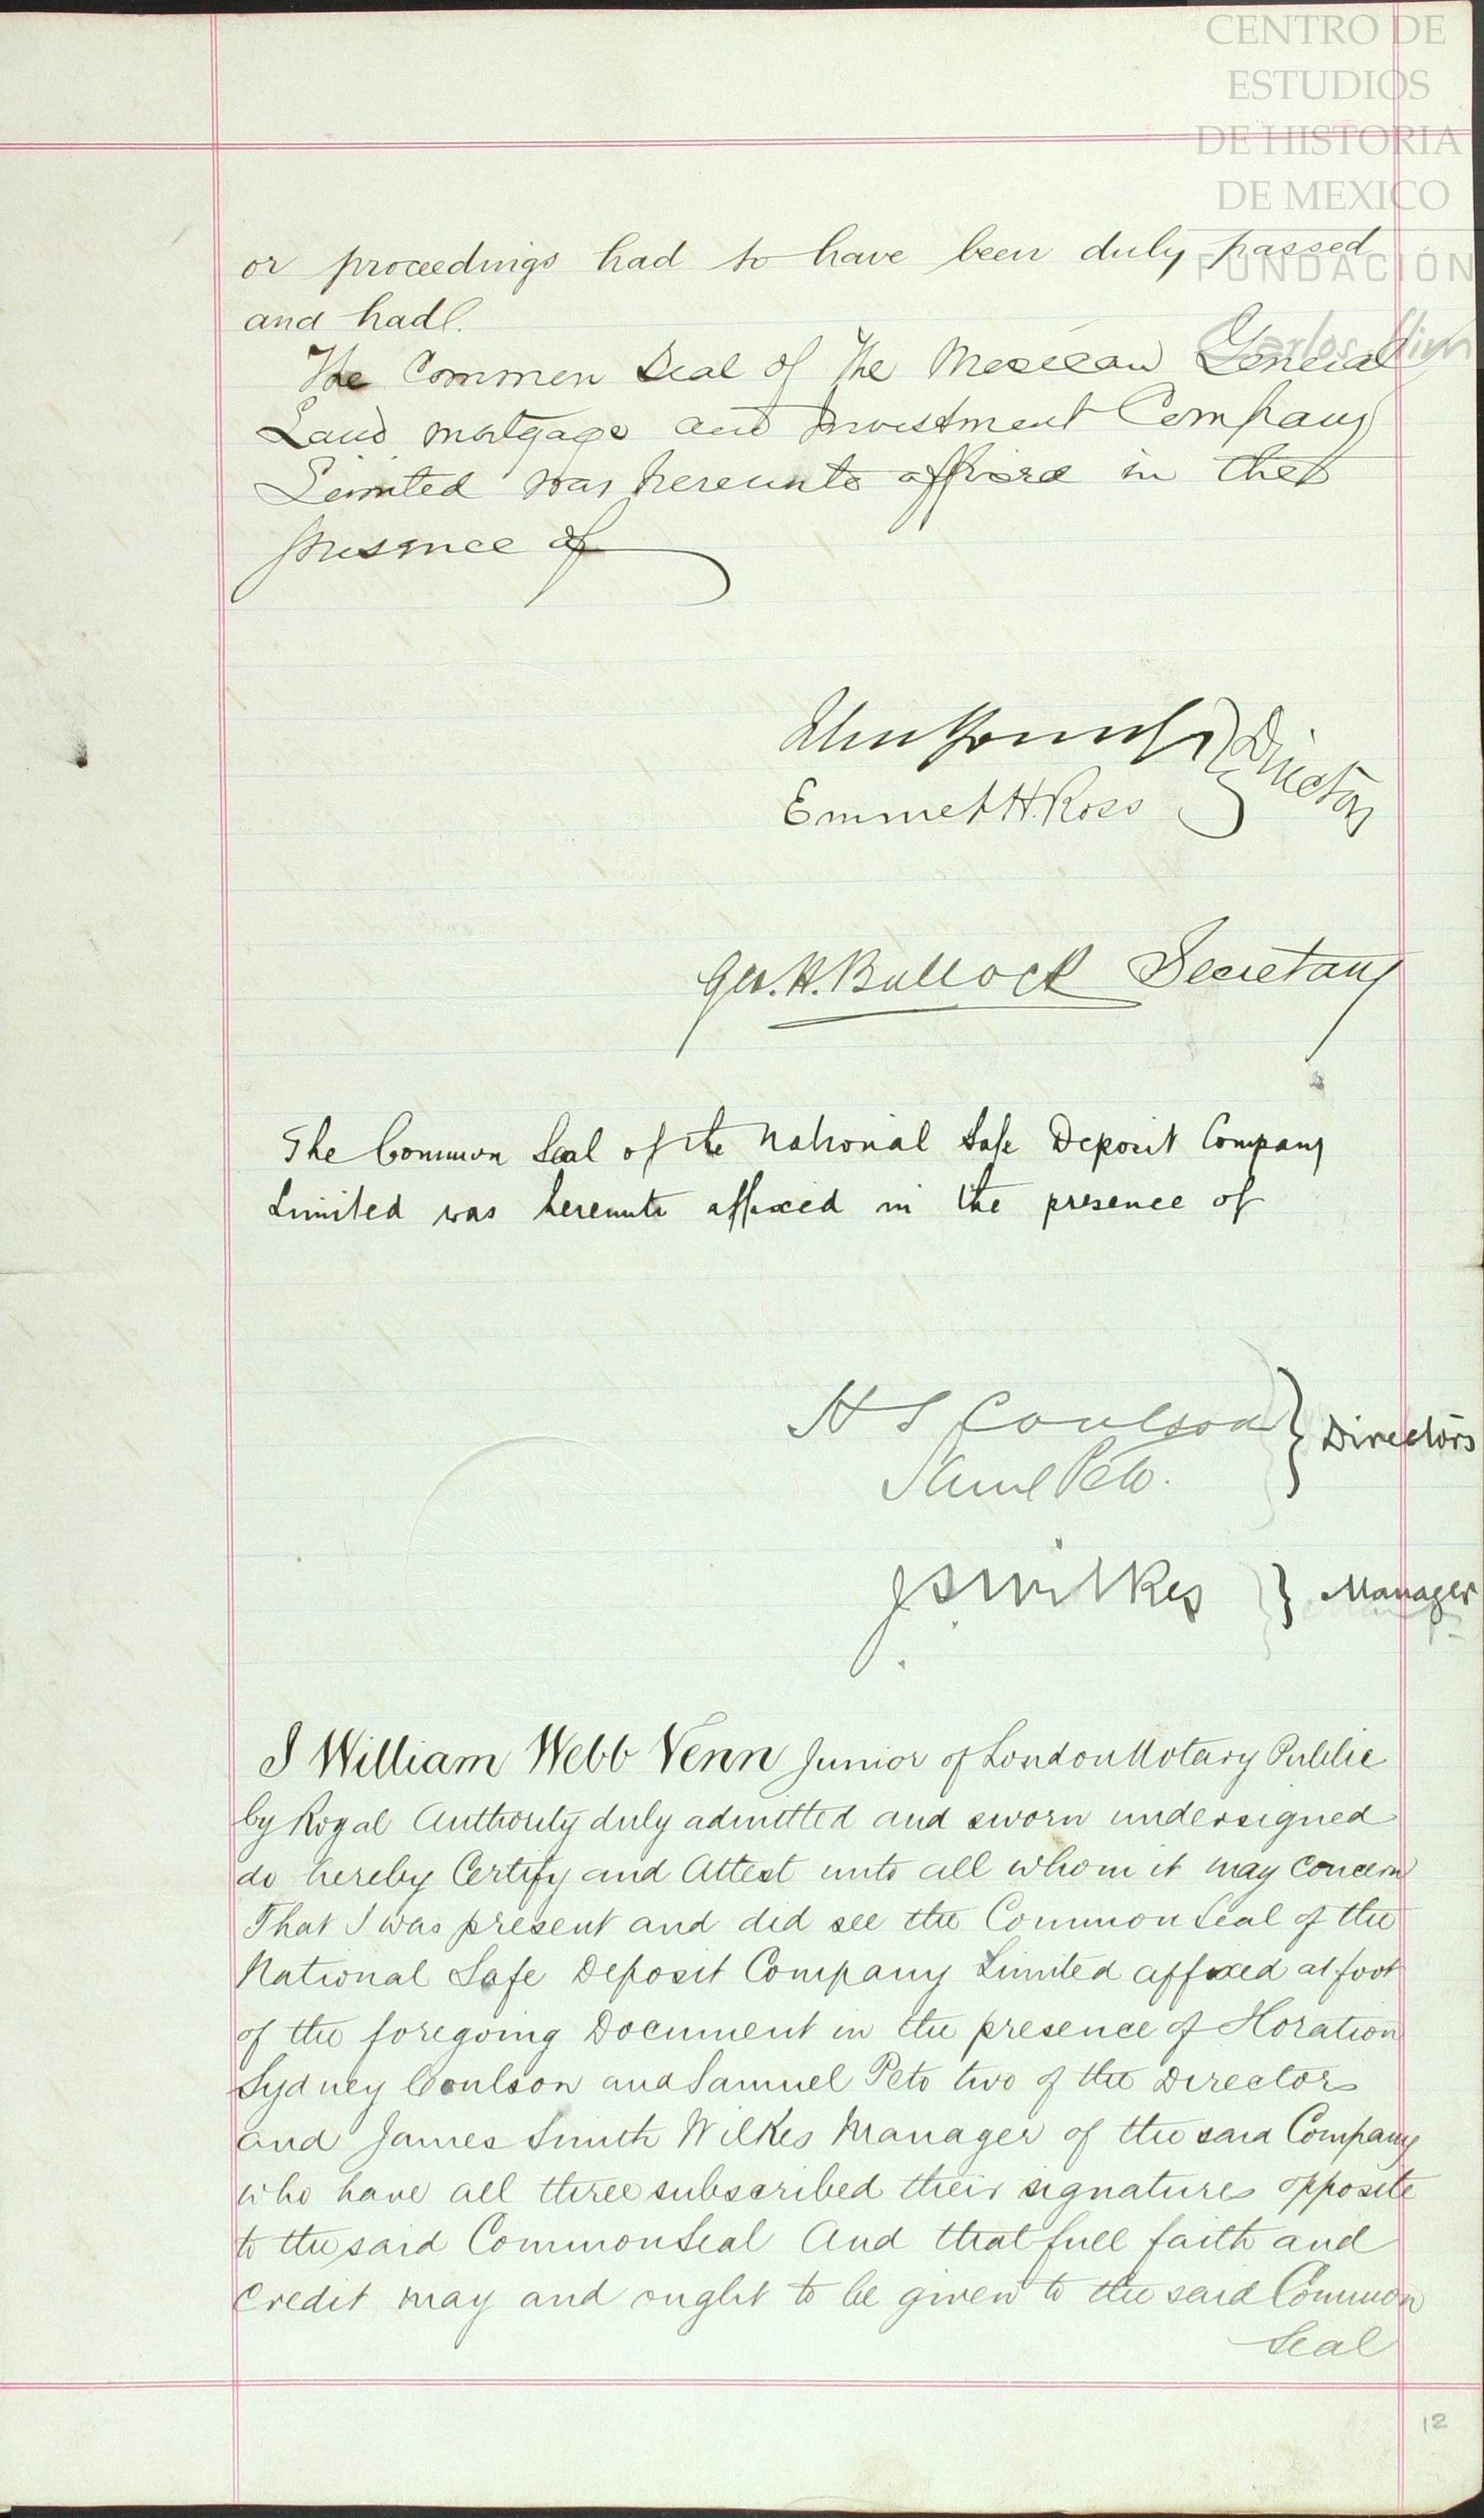 CENTRO DE
ESTUDIOS
DE HISTORIA
DE MEXICO
FUNDACIÓN
Carlos Slim
or proceedings had to have been duly passed
and had.
The Common Seal of The Mexican General
Land Mortgage and Investment Company
Limited was hereunto affixed in the
presence of
Directors
Emmet H. Ross
Geo. H. Bullock Secretary
The Common Seal of the National Safe Deposit Company
Limited was hereunto affixed in the presence of
H S Coulson } Directors
Saml Peto.
J S Wilkes } Manager
I William Webb Venn Junior of London Notary Public
by Royal Authority duly admitted and sworn undersigned
do hereby Certify and Attest unto all whom it may concern
That I was present and did see the Common Seal of the
National Safe Deposit Company Limited affixed at foot
of the foregoing Document in the presence of Horation
Sydney Coulson and Samuel Peto two of the Directors
and James Smith Wilkes Manager of the said Company
who have all three subscribed their signatures opposite
to the said Common Seal And that full faith and
credit may and ought to be given to the said Common
Seal
12